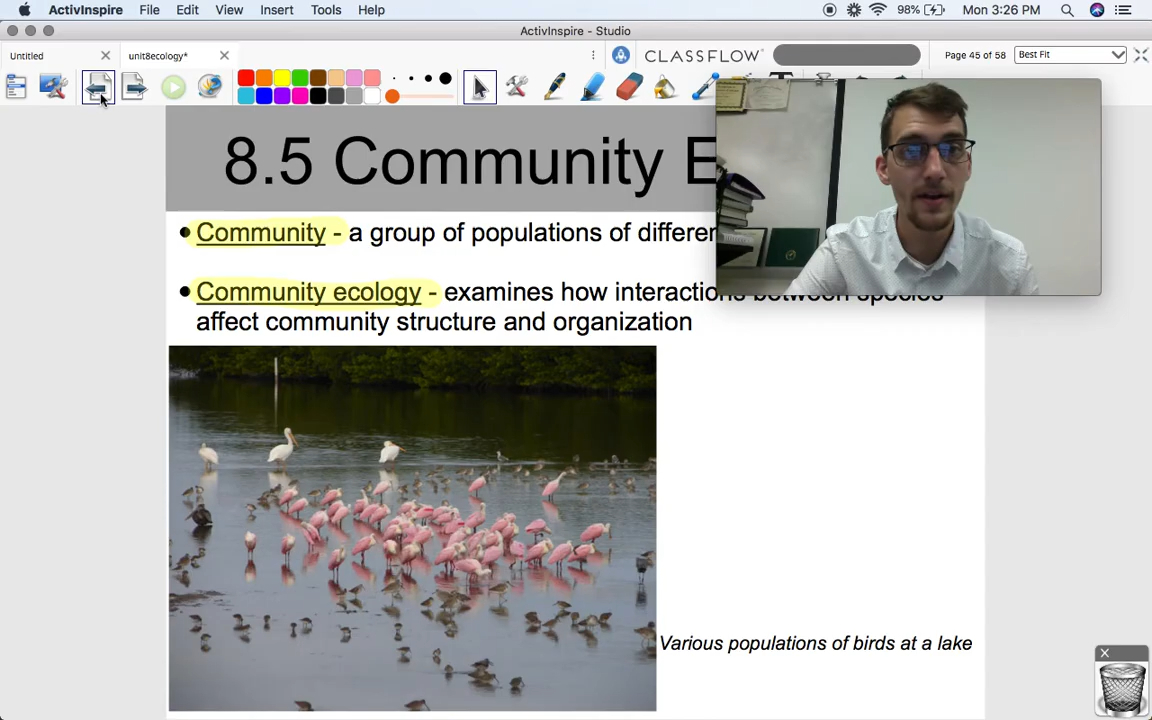 ActivInspire File Edit View Insert Tools Help 98% Mon 3:26 PM
ActivInspire - Studio
Untitled unit8ecology* CLASSFLOW Page 45 of 58 Best Fit
8.5 Community E
• Community - a group of populations of differen
• Community ecology - examines how interactions between species
affect community structure and organization
Various populations of birds at a lake